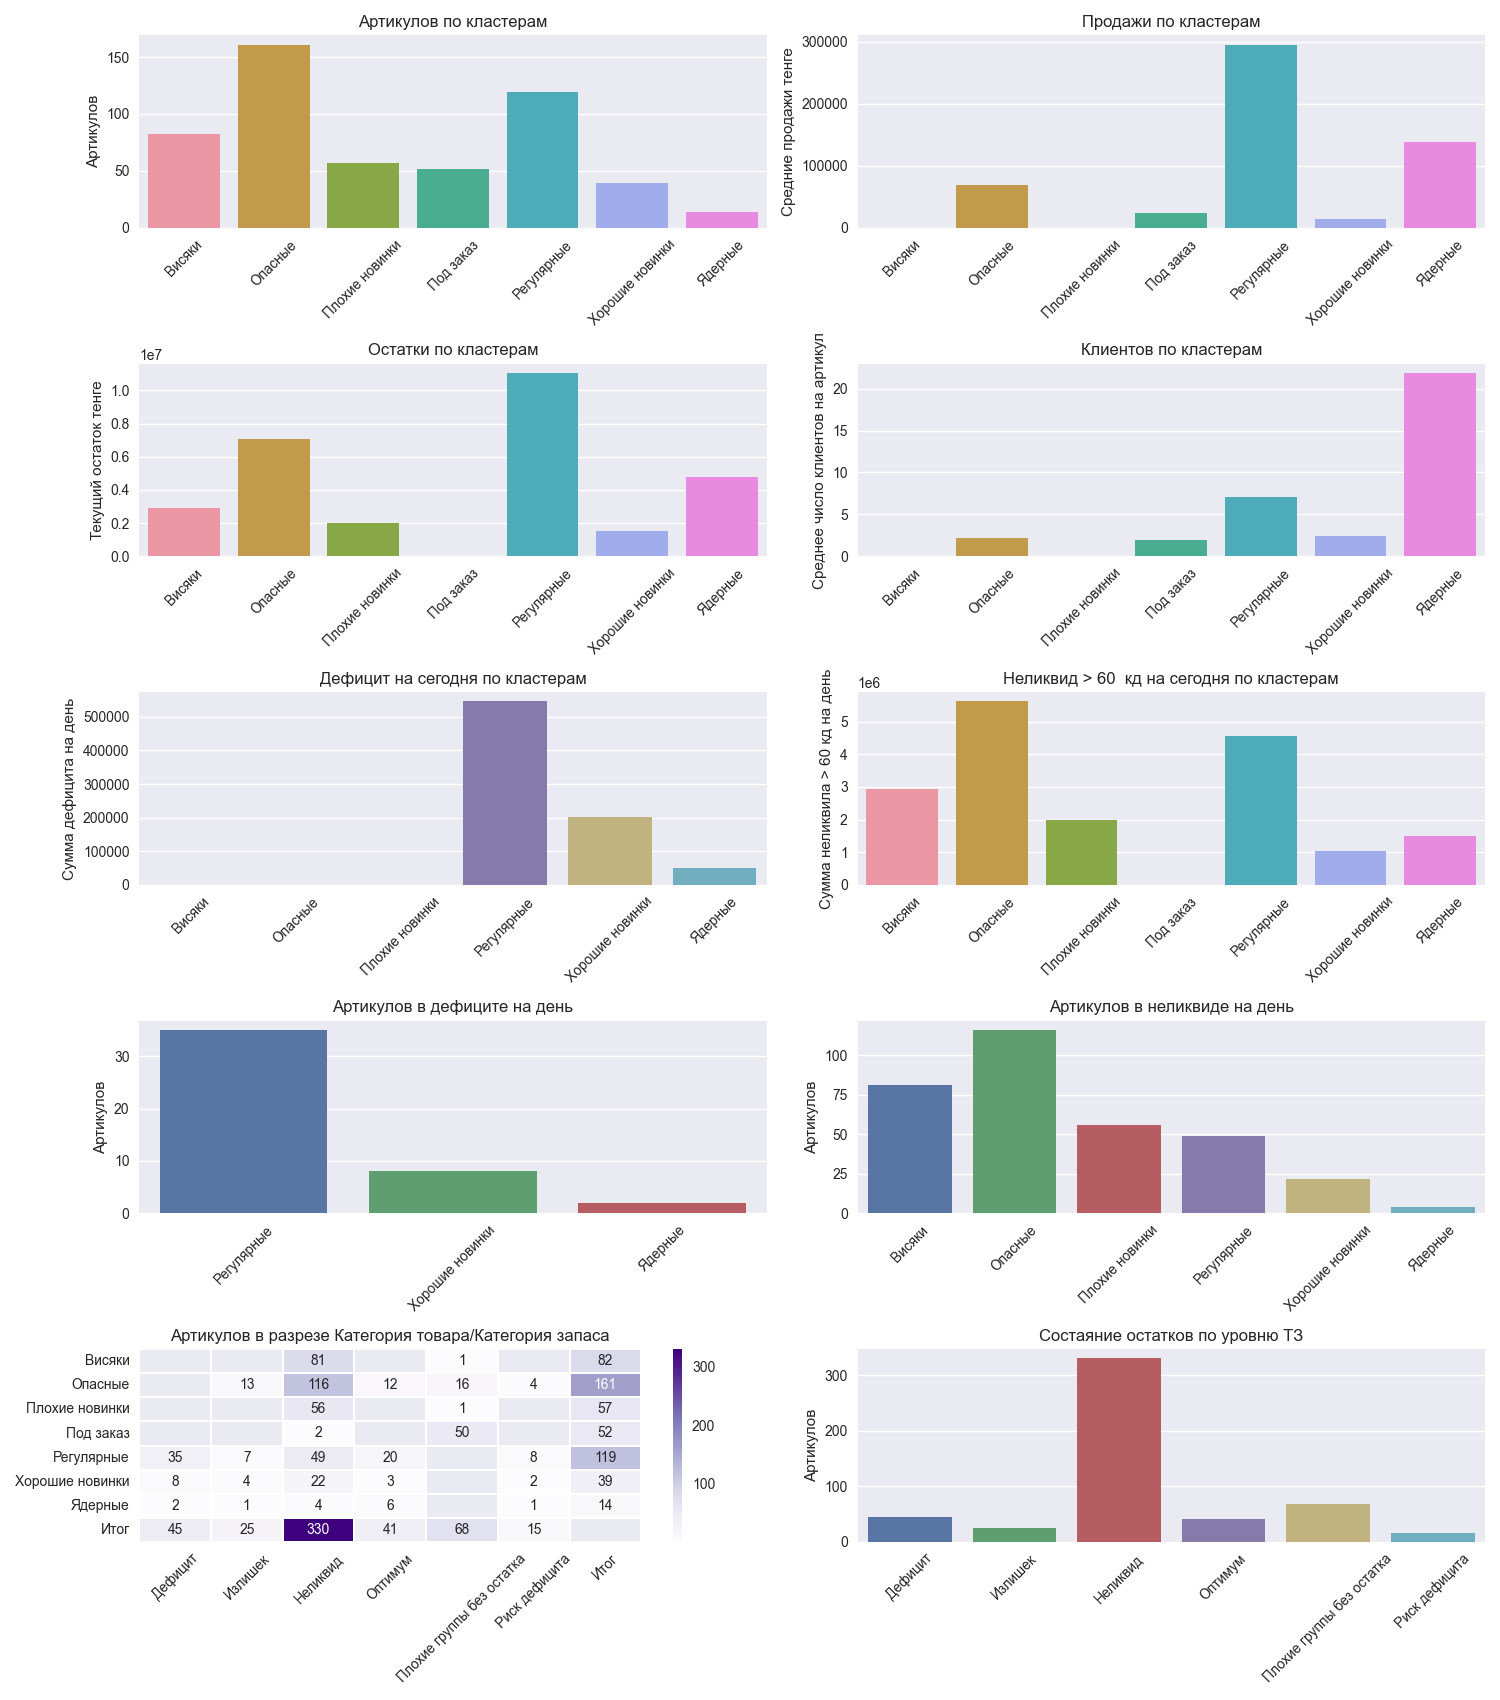 Артикулов по кластерам
Артикулов
150
100
50
0
Висяки
Опасные
Плохие новинки
Под заказ
Регулярные
Хорошие новинки
Ядерные
Продажи по кластерам
Средние продажи тенге
300000
200000
100000
0
Висяки
Опасные
Плохие новинки
Под заказ
Регулярные
Хорошие новинки
Ядерные
Остатки по кластерам
1e7
Текущий остаток тенге
1.0
0.8
0.6
0.4
0.2
0.0
Висяки
Опасные
Плохие новинки
Под заказ
Регулярные
Хорошие новинки
Ядерные
Клиентов по кластерам
Среднее число клиентов на артикул
20
15
10
5
0
Висяки
Опасные
Плохие новинки
Под заказ
Регулярные
Хорошие новинки
Ядерные
Дефицит на сегодня по кластерам
Сумма дефицита на день
500000
400000
300000
200000
100000
0
Висяки
Опасные
Плохие новинки
Регулярные
Хорошие новинки
Ядерные
Неликвид > 60 кд на сегодня по кластерам
1e6
Сумма неликвила > 60 кд на день
5
4
3
2
1
0
Висяки
Опасные
Плохие новинки
Под заказ
Регулярные
Хорошие новинки
Ядерные
Артикулов в дефиците на день
Артикулов
30
20
10
0
Регулярные
Хорошие новинки
Ядерные
Артикулов в неликвиде на день
Артикулов
100
75
50
25
0
Висяки
Опасные
Плохие новинки
Регулярные
Хорошие новинки
Ядерные
Артикулов в разрезе Категория товара/Категория запаса
Висяки 81 1 82
Опасные 13 116 12 16 4 161
Плохие новинки 56 1 57
Под заказ 2 50 52
Регулярные 35 7 49 20 8 119
Хорошие новинки 8 4 22 3 2 39
Ядерные 2 1 4 6 1 14
Итог 45 25 330 41 68 15
Дефицит
Излишек
Неликвид
Оптимум
Плохие группы без остатка
Риск дефицита
Итог
300
200
100
Состаяние остатков по уровню ТЗ
Артикулов
300
200
100
0
Дефицит
Излишек
Неликвид
Оптимум
Плохие группы без остатка
Риск дефицита